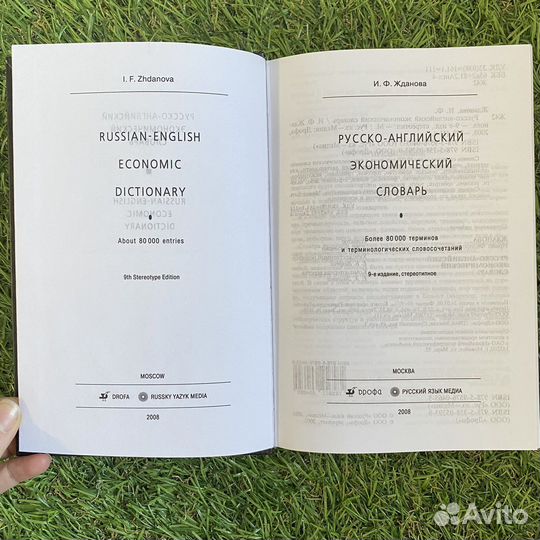 I. F. Zhdanova
RUSSIAN-ENGLISH
ECONOMIC
DICTIONARY
About 80 000 entries
9th Stereotype Edition
MOSCOW
DROFA
RUSSKY YAZYK MEDIA
2008
И. Ф. Жданова
РУССКО-АНГЛИЙСКИЙ
ЭКОНОМИЧЕСКИЙ
СЛОВАРЬ
Более 80 000 терминов
и терминологических словосочетаний
9-е издание, стереотипное
МОСКВА
дрофа
РУССКИЙ ЯЗЫК МЕДИА
2008
Avito